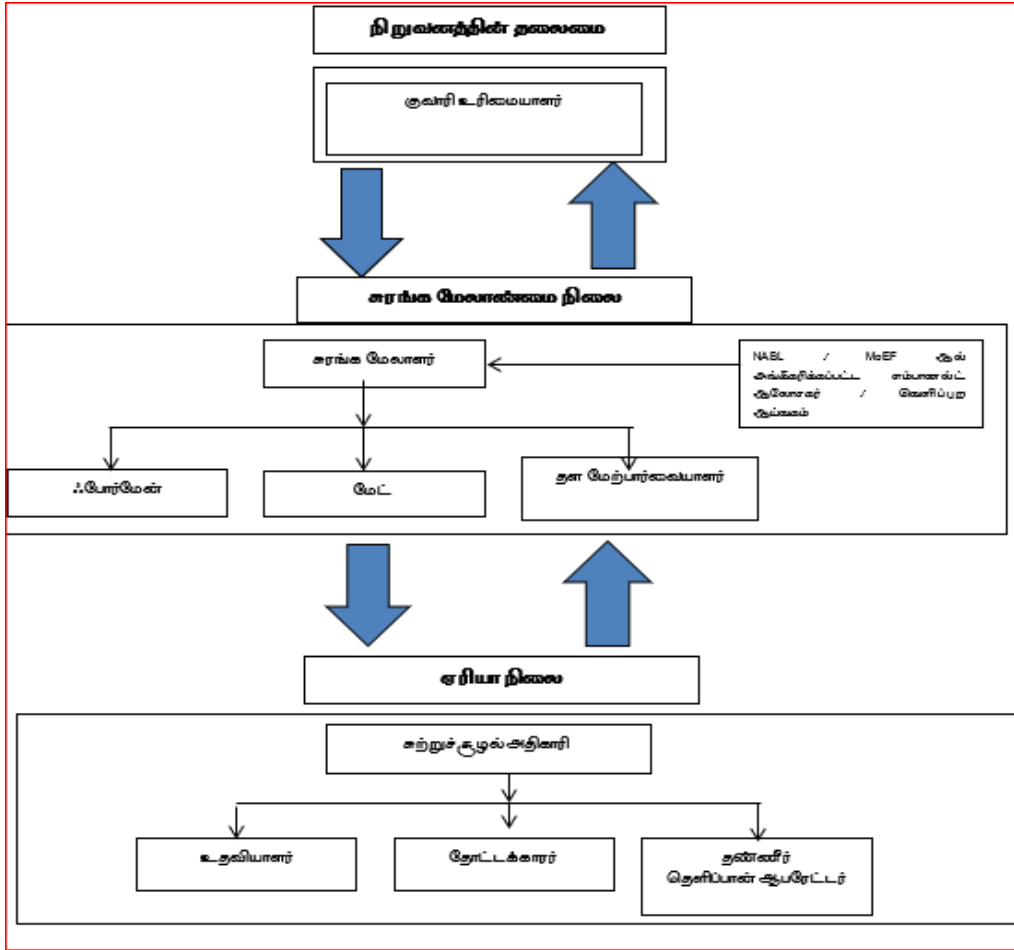 நிறுவனத்தின் தலைமை
குவாரி உரிமையாளர்
சுரங்க மேலாண்மை நிலை
சுரங்க மேலாளர்
NABL / MoEF ஆல்
அங்கீகரிக்கப்பட்ட எம்பானல்ட்
ஆலோசகர் / வெளிப்புற
ஆய்வகம்
ஃபோர்மேன்
மேட்
தள மேற்பார்வையாளர்
ஏரியா நிலை
சுற்றுச்சூழல் அதிகாரி
உதவியாளர்
தோட்டக்காரர்
தண்ணீர்
தெளிப்பான் ஆபரேட்டர்